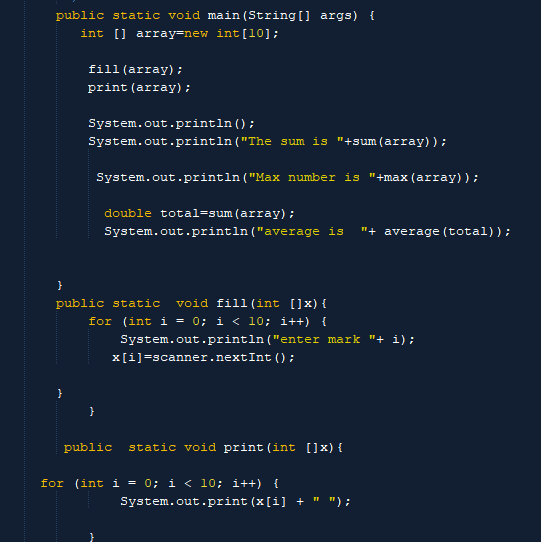 public static void main(String[] args) {
int [] array=new int[10];
fill(array);
print(array);
System.out.println();
System.out.println("The sum is "+sum(array));
System.out.println("Max number is "+max(array));
double total=sum(array);
System.out.println("average is  "+ average(total));
}
public static  void fill(int []x){
for (int i = 0; i < 10; i++) {
System.out.println("enter mark "+ i);
x[i]=scanner.nextInt();
}
}
public  static void print(int []x){
for (int i = 0; i < 10; i++) {
System.out.print(x[i] + " ");
}